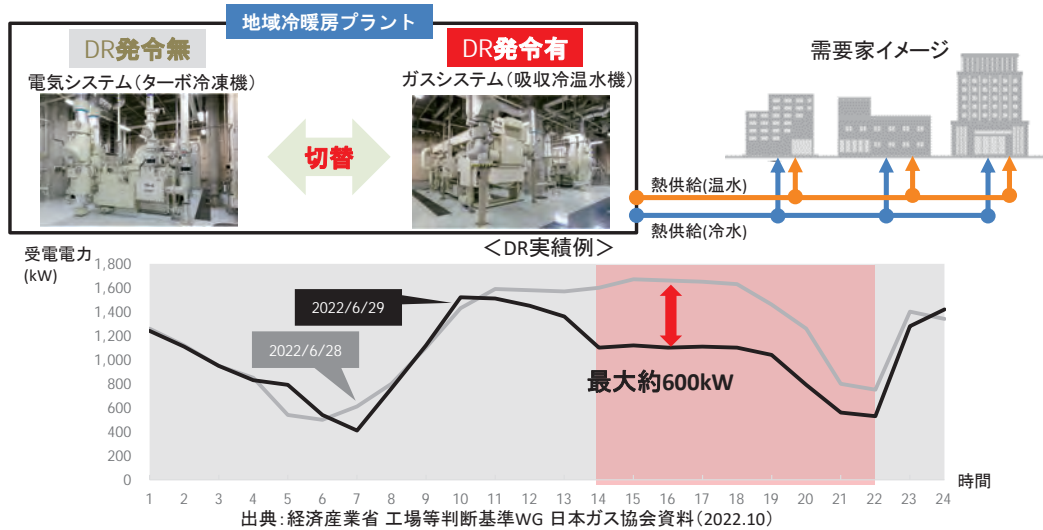 地域冷暖房プラント
DR発令無
DR発令有
電気システム(ターボ冷凍機)
ガスシステム(吸収冷温水機)
切替
需要家イメージ
熱供給(温水)
熱供給(冷水)
<DR実績例>
受電電力
(kW)
1,800
1,600
1,400
1,200
1,000
800
600
400
200
0
2022/6/29
2022/6/28
最大約600kW
1 2 3 4 5 6 7 8 9 10 11 12 13 14 15 16 17 18 19 20 21 22 23 24
時間
出典:経済産業省 工場等判断基準WG 日本ガス協会資料(2022.10)